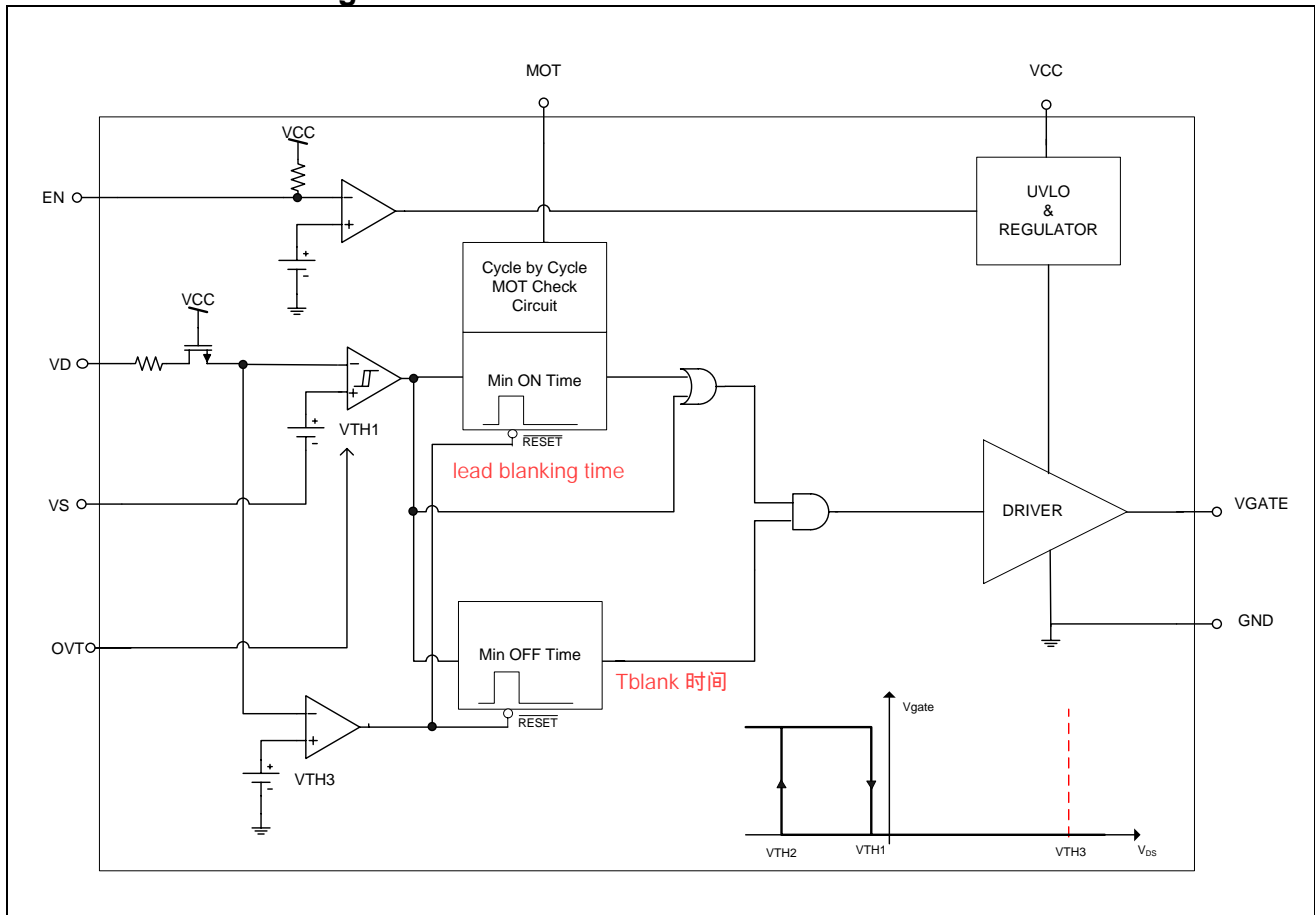 g
MOT
VCC
VCC
EN
−
+
+
-
UVLO
&
REGULATOR
Cycle by Cycle
MOT Check
Circuit
VCC
VD
−
+
+
-
VTH1
Min ON Time
RESET
lead blanking time
VS
DRIVER
VGATE
OVT
GND
Min OFF Time
Tblank 时间
RESET
−
+
+
-
VTH3
Vgate
VTH2
VTH1
VTH3
VDS